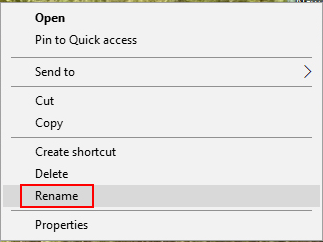 Open
Pin to Quick access
Send to
Cut
Copy
Create shortcut
Delete
Rename
Properties